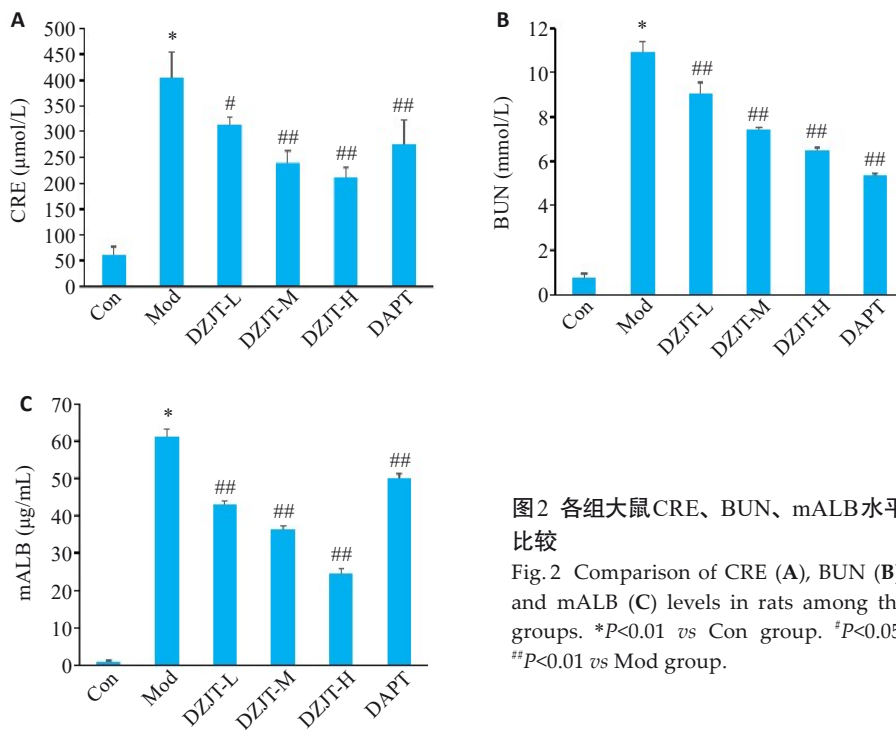 A
500
450
400
350
300
250
200
150
100
50
0
CRE (μmol/L)
*
#
##
##
##
Con
Mod
DZJT-L
DZJT-M
DZJT-H
DAPT
B
12
10
8
6
4
2
0
BUN (mmol/L)
*
##
##
##
##
Con
Mod
DZJT-L
DZJT-M
DZJT-H
DAPT
C
70
60
50
40
30
20
10
0
mALB (μg/mL)
*
##
##
##
##
Con
Mod
DZJT-L
DZJT-M
DZJT-H
DAPT
图2 各组大鼠CRE、BUN、mALB水平
比较
Fig. 2 Comparison of CRE (A), BUN (B)
and mALB (C) levels in rats among th
groups. *P<0.01 vs Con group. #P<0.05
##P<0.01 vs Mod group.